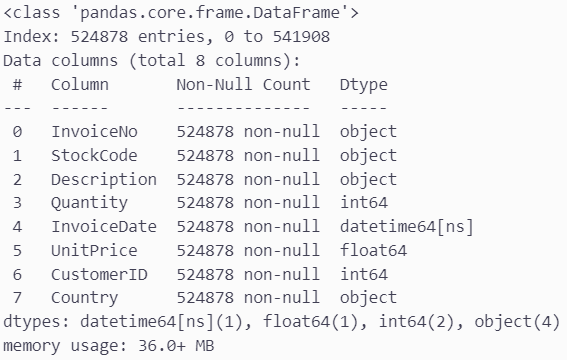 <class 'pandas.core.frame.DataFrame'>
Index: 524878 entries, 0 to 541908
Data columns (total 8 columns):
 #   Column       Non-Null Count   Dtype
---  ------       --------------   -----
 0   InvoiceNo    524878 non-null  object
 1   StockCode    524878 non-null  object
 2   Description  524878 non-null  object
 3   Quantity     524878 non-null  int64
 4   InvoiceDate  524878 non-null  datetime64[ns]
 5   UnitPrice    524878 non-null  float64
 6   CustomerID   524878 non-null  int64
 7   Country      524878 non-null  object
dtypes: datetime64[ns](1), float64(1), int64(2), object(4)
memory usage: 36.0+ MB